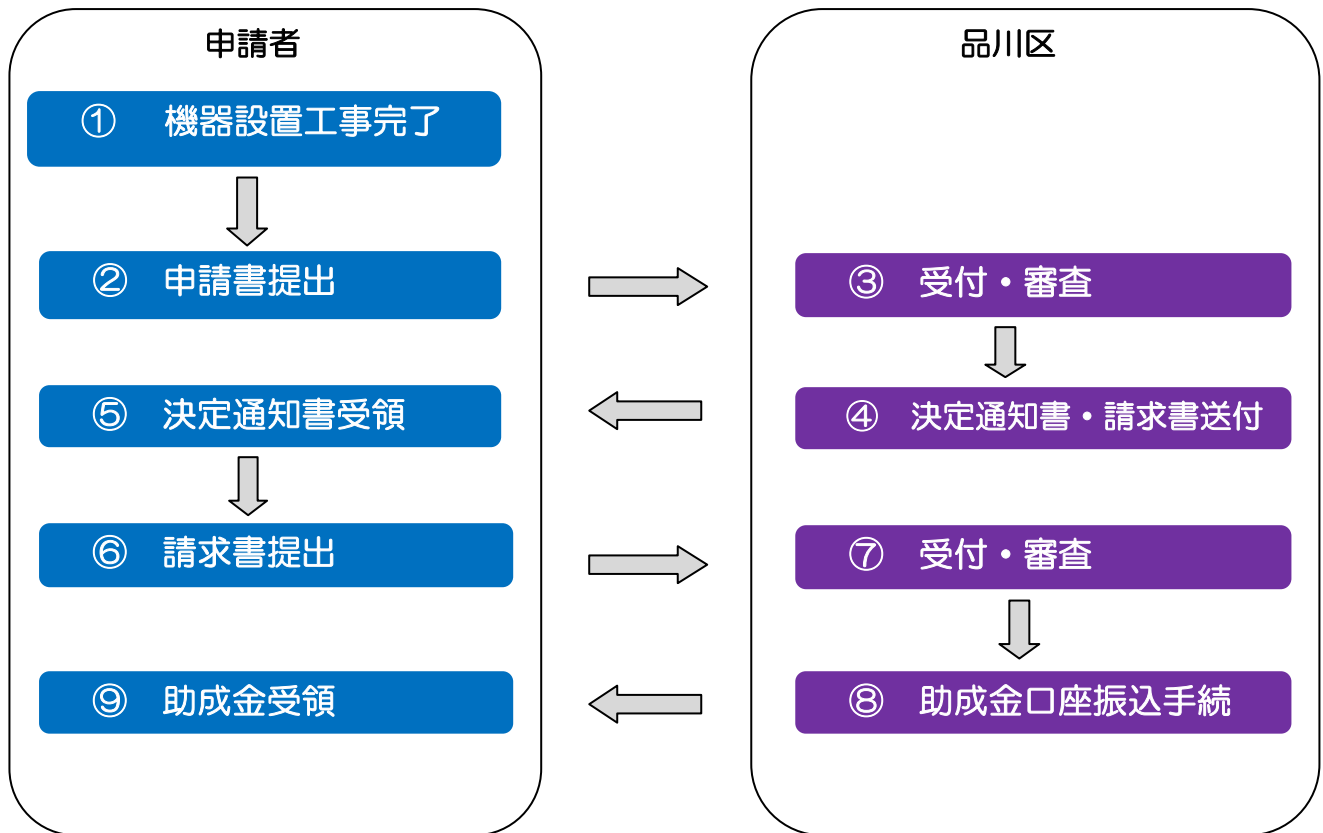 申請者
① 機器設置工事完了
② 申請書提出
⑤ 決定通知書受領
⑥ 請求書提出
⑨ 助成金受領
品川区
③ 受付・審査
④ 決定通知書・請求書送付
⑦ 受付・審査
⑧ 助成金口座振込手続